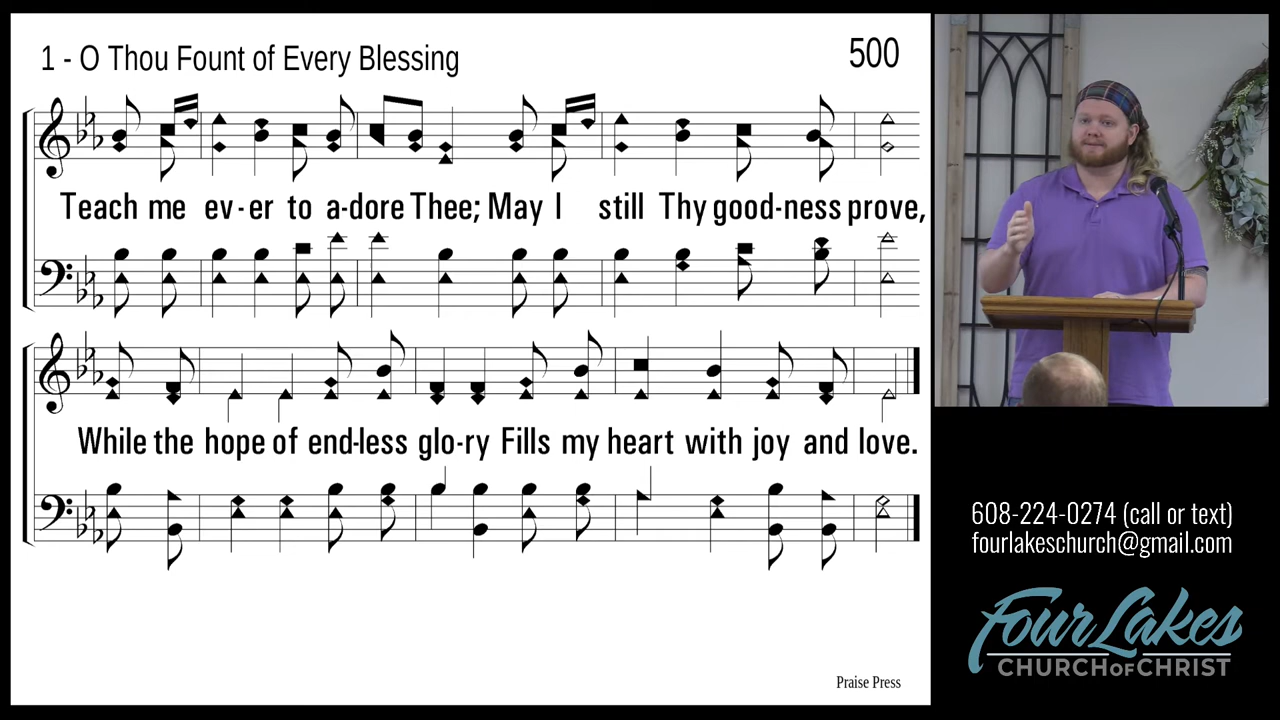 1 - O Thou Fount of Every Blessing
500
Teach me ev-er to a-dore Thee; May I still Thy good-ness prove,
While the hope of end-less glo-ry Fills my heart with joy and love.
Praise Press
608-224-0274 (call or text)
fourlakeschurch@gmail.com
Four Lakes
CHURCH OF CHRIST